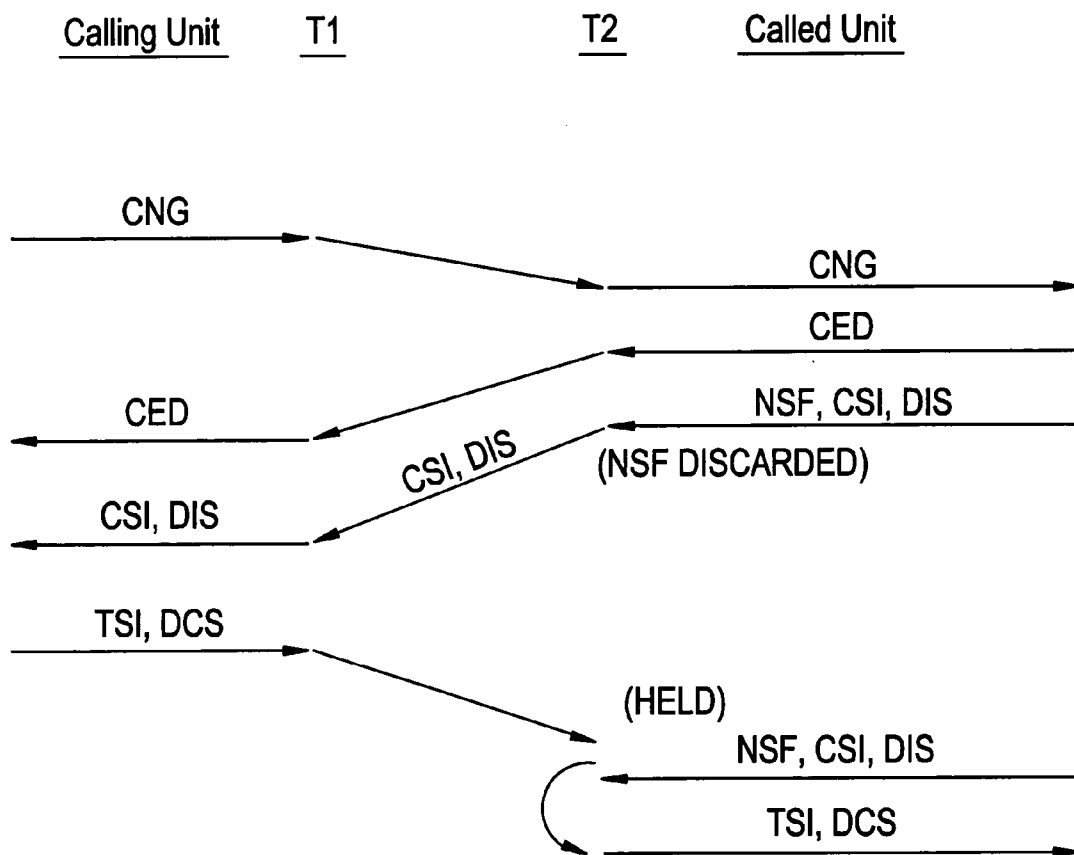 Calling Unit T1 T2 Called Unit
CNG
CNG
CED
CED
NSF, CSI, DIS
(NSF DISCARDED)
CSI, DIS
CSI, DIS
TSI, DCS
(HELD)
NSF, CSI, DIS
TSI, DCS